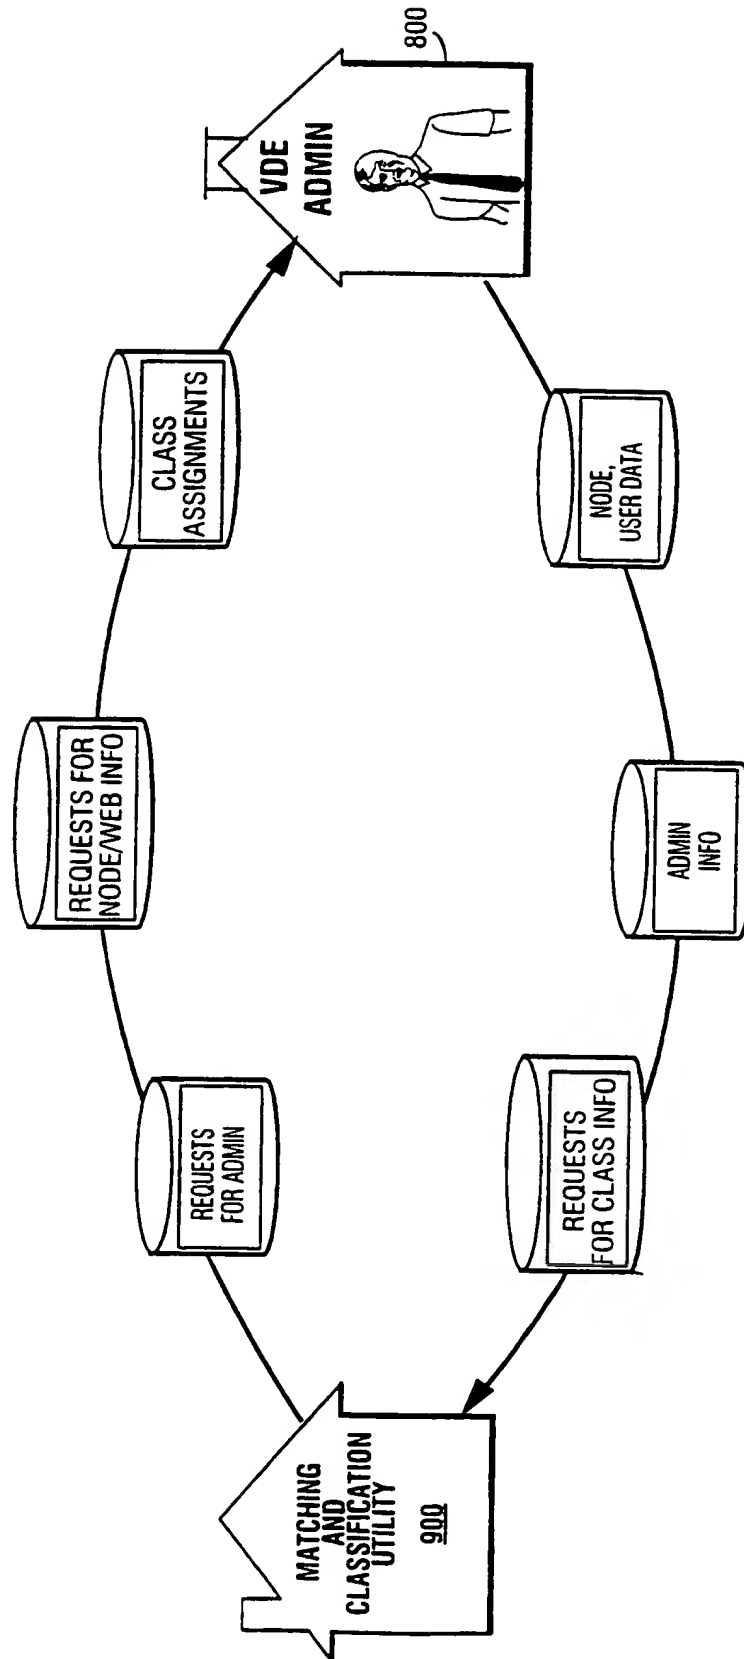 MATCHING
AND
CLASSIFICATION
UTILITY
900
REQUESTS
FOR ADMIN
REQUESTS FOR
NODE/WEB INFO
CLASS
ASSIGNMENTS
VDE
ADMIN
800
NODE,
USER DATA
ADMIN
INFO
REQUESTS
FOR CLASS INFO